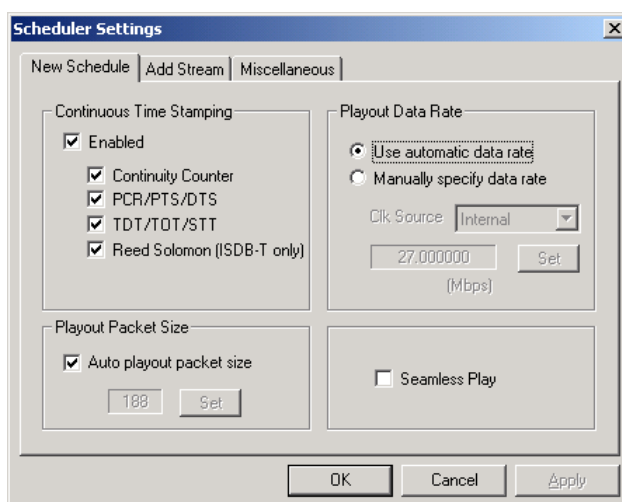 Scheduler Settings
New Schedule
Add Stream
Miscellaneous
Continuous Time Stamping
Enabled
Continuity Counter
PCR/PTS/DTS
TDT/TOT/STT
Reed Solomon (ISDB-T only)
Playout Data Rate
Use automatic data rate
Manually specify data rate
Clk Source
Internal
27.000000
Set
(Mbps)
Playout Packet Size
Auto playout packet size
188
Set
Seamless Play
OK
Cancel
Apply